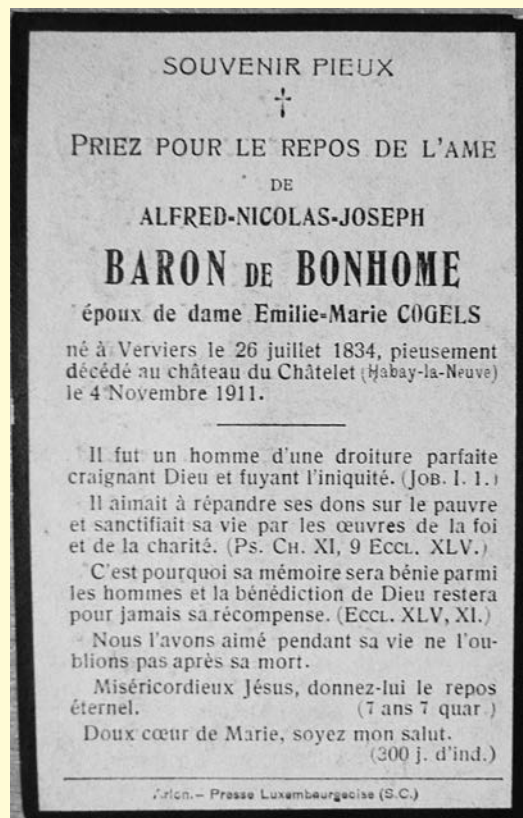 SOUVENIR PIEUX
PRIEZ POUR LE REPOS DE L'AME
DE
ALFRED-NICOLAS-JOSEPH
BARON DE BONHOME
époux de dame Emilie-Marie COGELS
né à Verviers le 26 juillet 1834, pieusement
décédé au château du Châtelet (Habay-la-Neuve)
le 4 Novembre 1911.
Il fut un homme d'une droiture parfaite
craignant Dieu et fuyant l'iniquité. (JOB. I. 1.)
Il aimait à répandre ses dons sur le pauvre
et sanctifiait sa vie par les œuvres de la foi
et de la charité. (PS. CH. XI, 9 ECCL. XLV.)
C'est pourquoi sa mémoire sera bénie parmi
les hommes et la bénédiction de Dieu restera
pour jamais sa récompense. (ECCL. XLV, XI.)
Nous l'avons aimé pendant sa vie ne l'ou-
blions pas après sa mort.
Miséricordieux Jésus, donnez-lui le repos
éternel. (7 ans 7 quar.)
Doux cœur de Marie, soyez mon salut.
(300 j. d'ind.)
Arlon.— Presse Luxembourgeoise (S.C.)